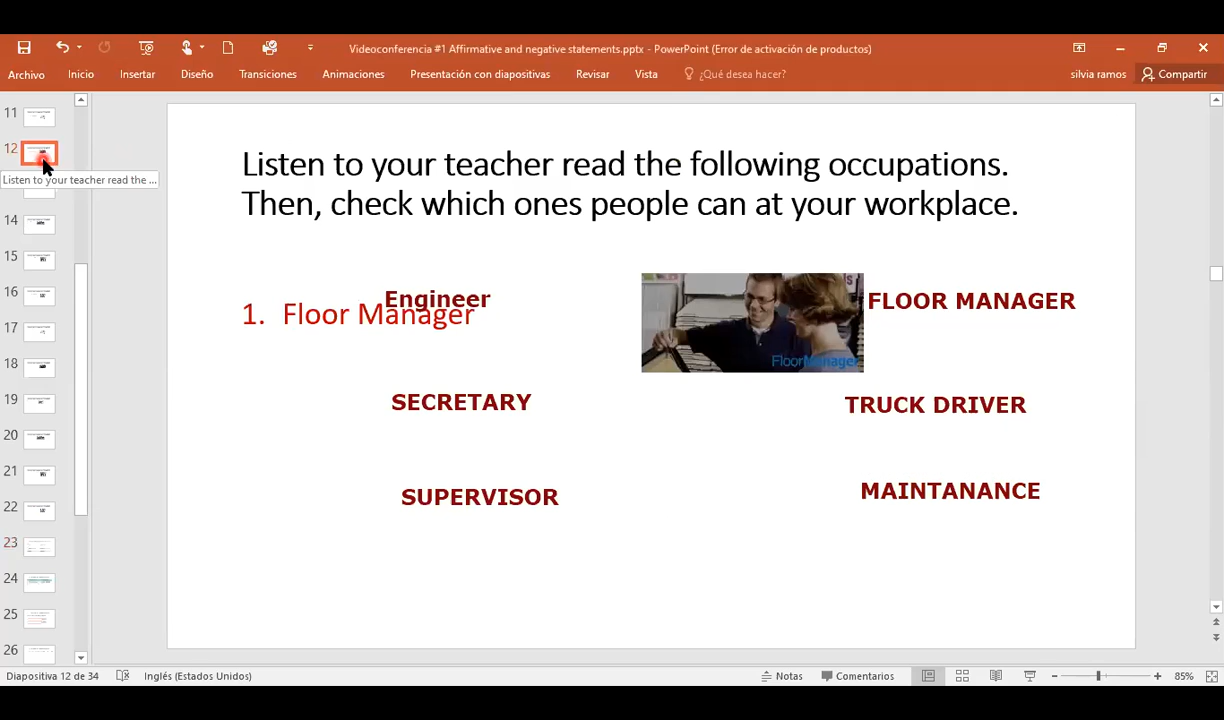 Videoconferencia #1 Affirmative and negative statements.pptx - PowerPoint (Error de activación de productos)
Archivo Inicio Insertar Diseño Transiciones Animaciones Presentación con diapositivas Revisar Vista ¿Qué desea hacer? silvia ramos Compartir
11
12
Listen to your teacher read the ...
14
15
16
17
18
19
20
21
22
23
24
25
26
Listen to your teacher read the following occupations.
Then, check which ones people can at your workplace.
Engineer
1. Floor Manager
FloorManager
FLOOR MANAGER
SECRETARY
TRUCK DRIVER
SUPERVISOR
MAINTANANCE
Diapositiva 12 de 34 Inglés (Estados Unidos) Notas Comentarios 85%